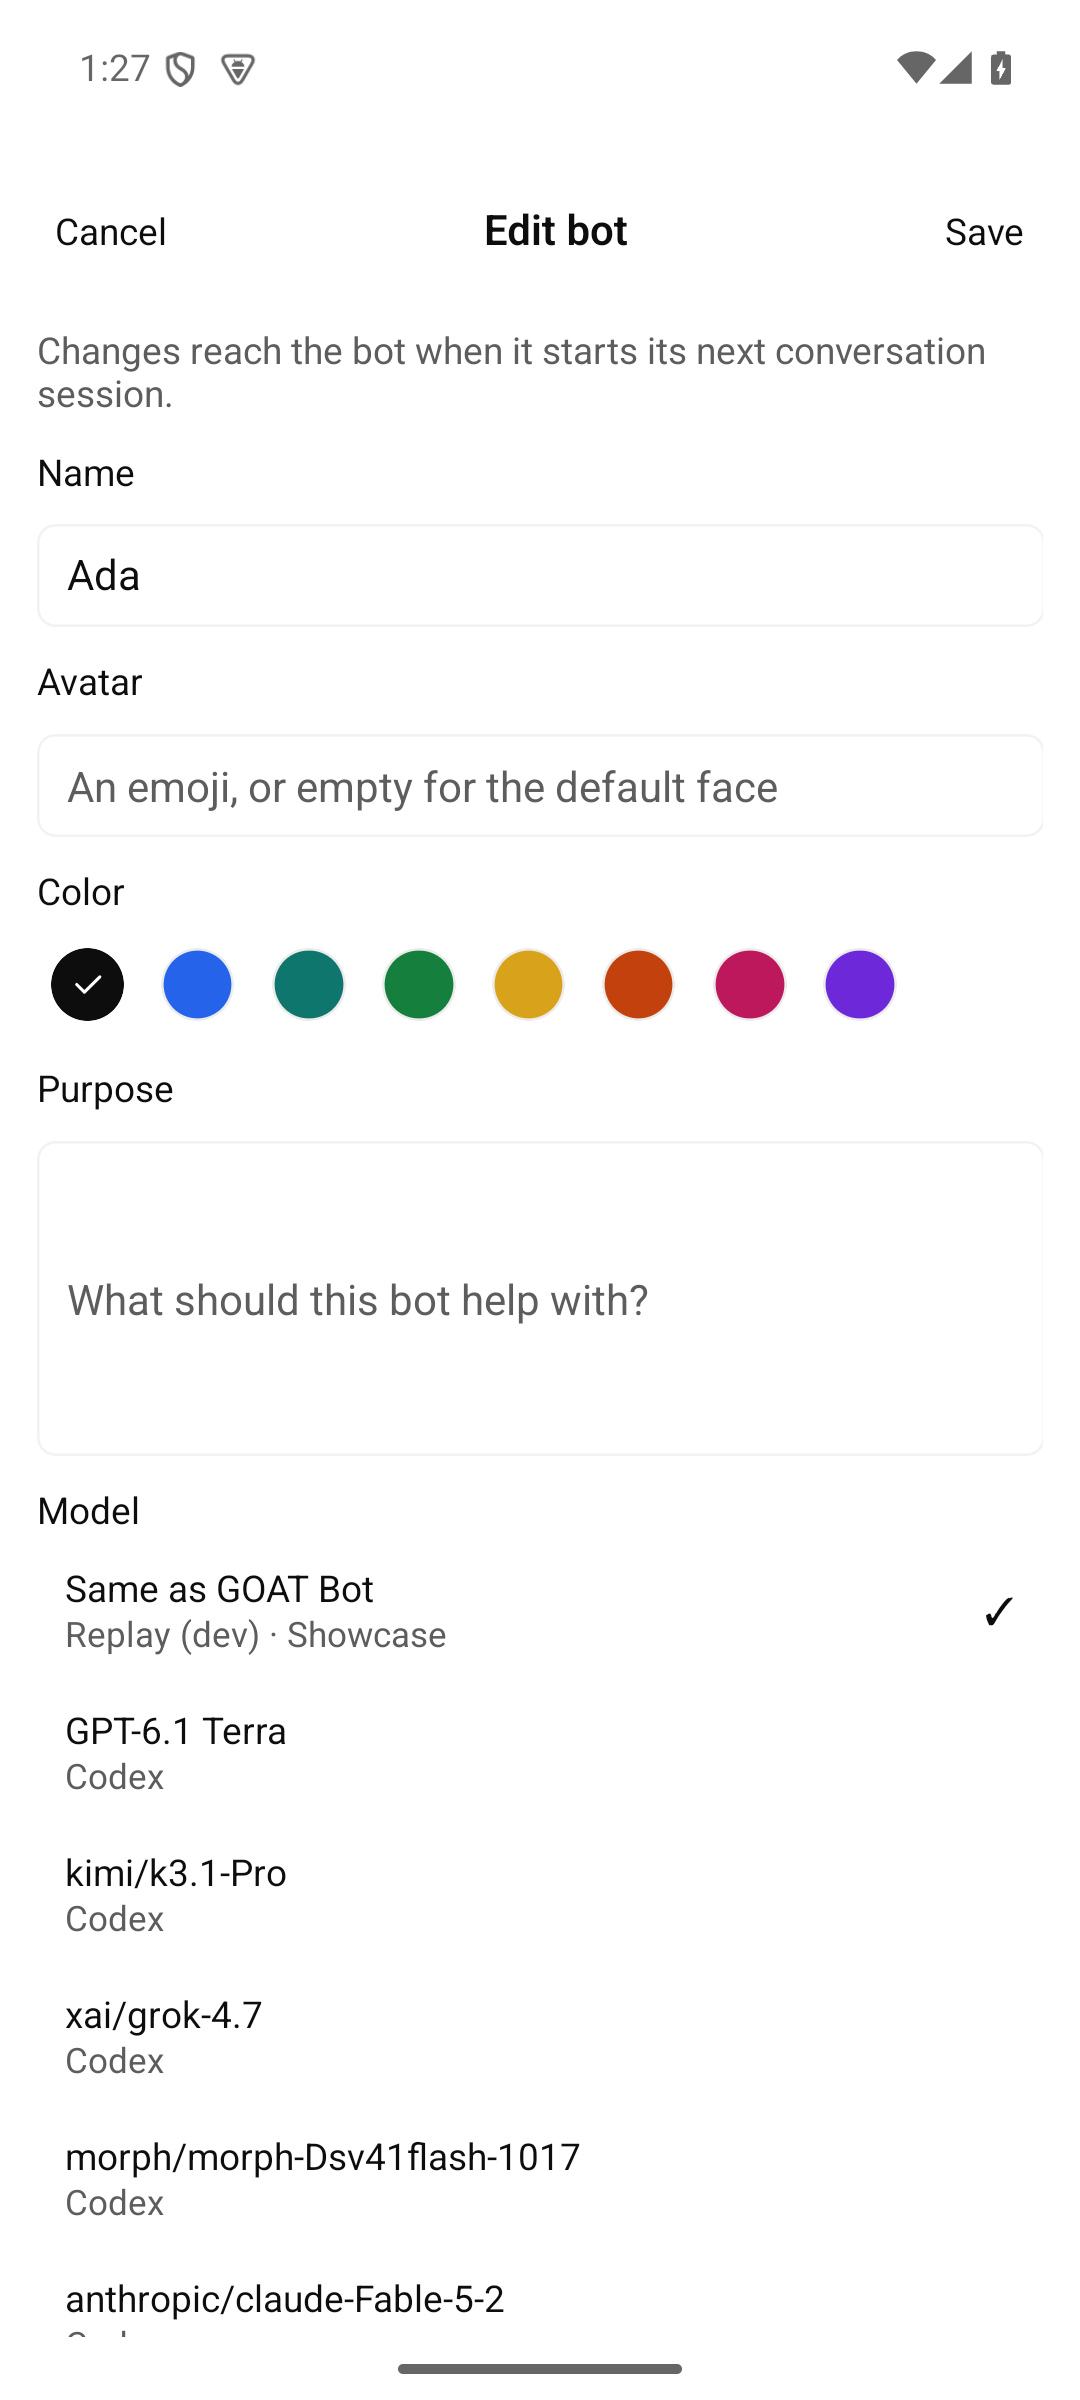 1:27
Cancel
Edit bot
Save
Changes reach the bot when it starts its next conversation
session.
Name
Ada
Avatar
An emoji, or empty for the default face
Color
Purpose
What should this bot help with?
Model
Same as GOAT Bot
Replay (dev) · Showcase
✓
GPT-6.1 Terra
Codex
kimi/k3.1-Pro
Codex
xai/grok-4.7
Codex
morph/morph-Dsv41flash-1017
Codex
anthropic/claude-Fable-5-2